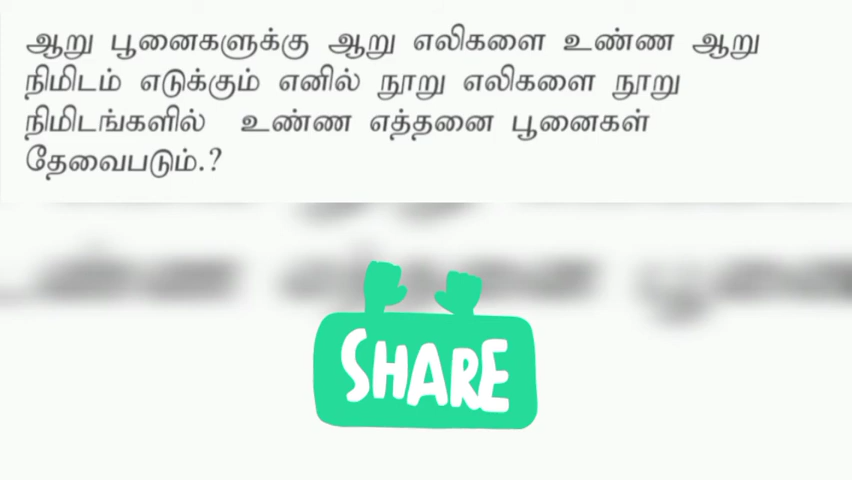 ஆறு பூனைகளுக்கு ஆறு எலிகளை உண்ண ஆறு
நிமிடம் எடுக்கும் எனில் நூறு எலிகளை நூறு
நிமிடங்களில் உண்ண எத்தனை பூனைகள்
தேவைபடும்.?
SHARE